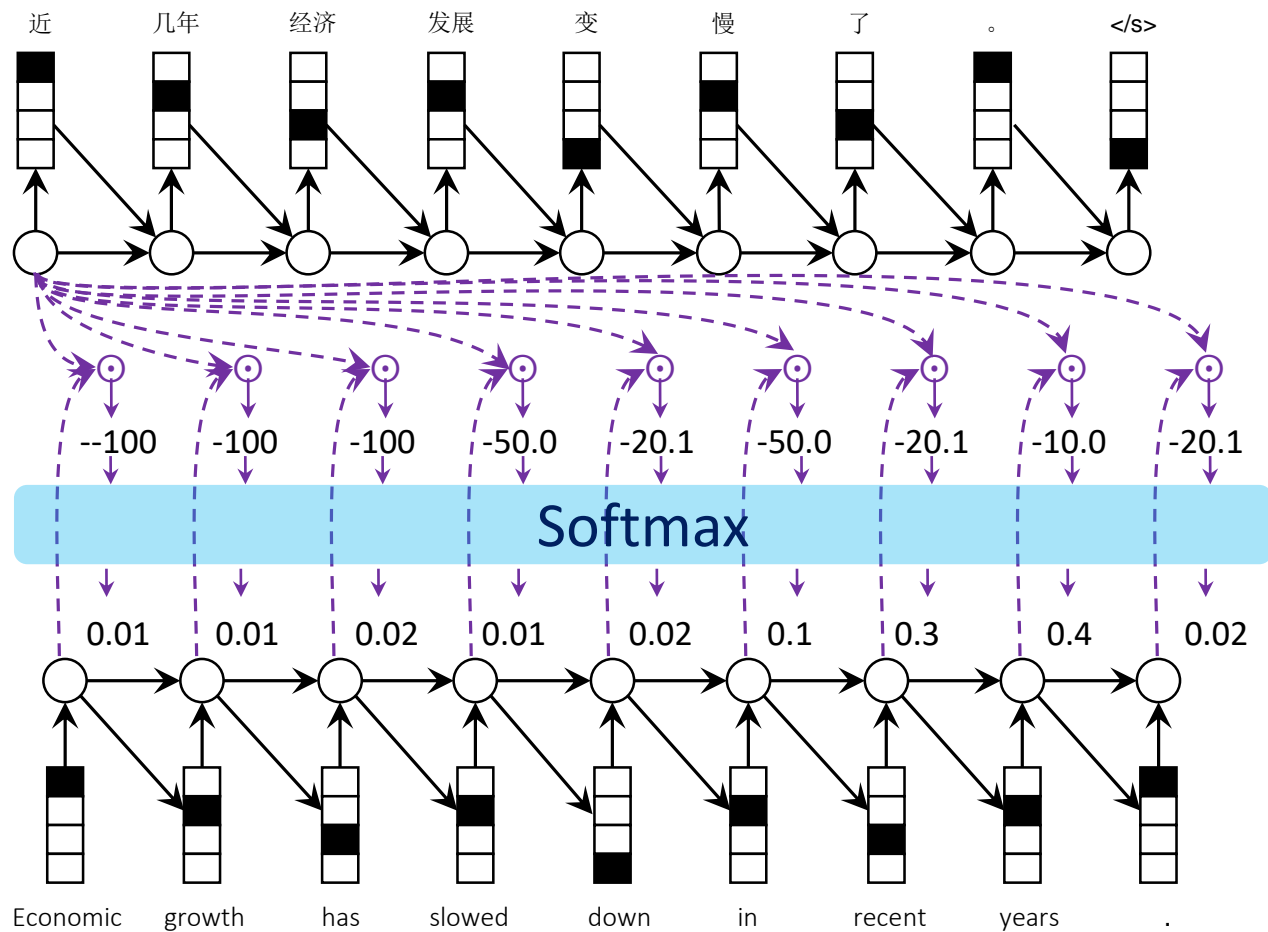 近 几年 经济 发展 变 慢 了 。 </s>
--100 -100 -100 -50.0 -20.1 -50.0 -20.1 -10.0 -20.1
Softmax
0.01 0.01 0.02 0.01 0.02 0.1 0.3 0.4 0.02
Economic growth has slowed down in recent years .